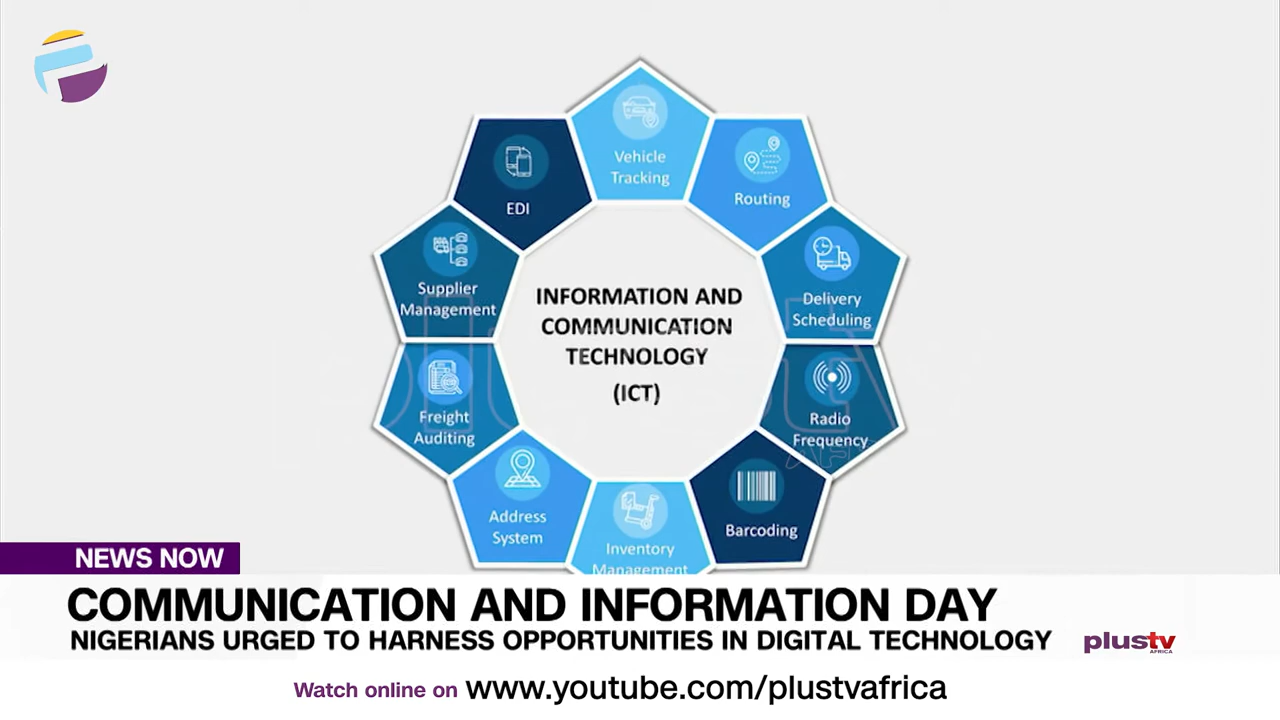 Vehicle
Tracking
Routing
EDI
Delivery
Scheduling
Supplier
Management
INFORMATION AND
COMMUNICATION
TECHNOLOGY
(ICT)
Radio
Frequency
Freight
Auditing
Barcoding
Address
System
Inventory
Management
NEWS NOW
COMMUNICATION AND INFORMATION DAY
NIGERIANS URGED TO HARNESS OPPORTUNITIES IN DIGITAL TECHNOLOGY
plustv
AFRICA
Watch online on www.youtube.com/plustvafrica